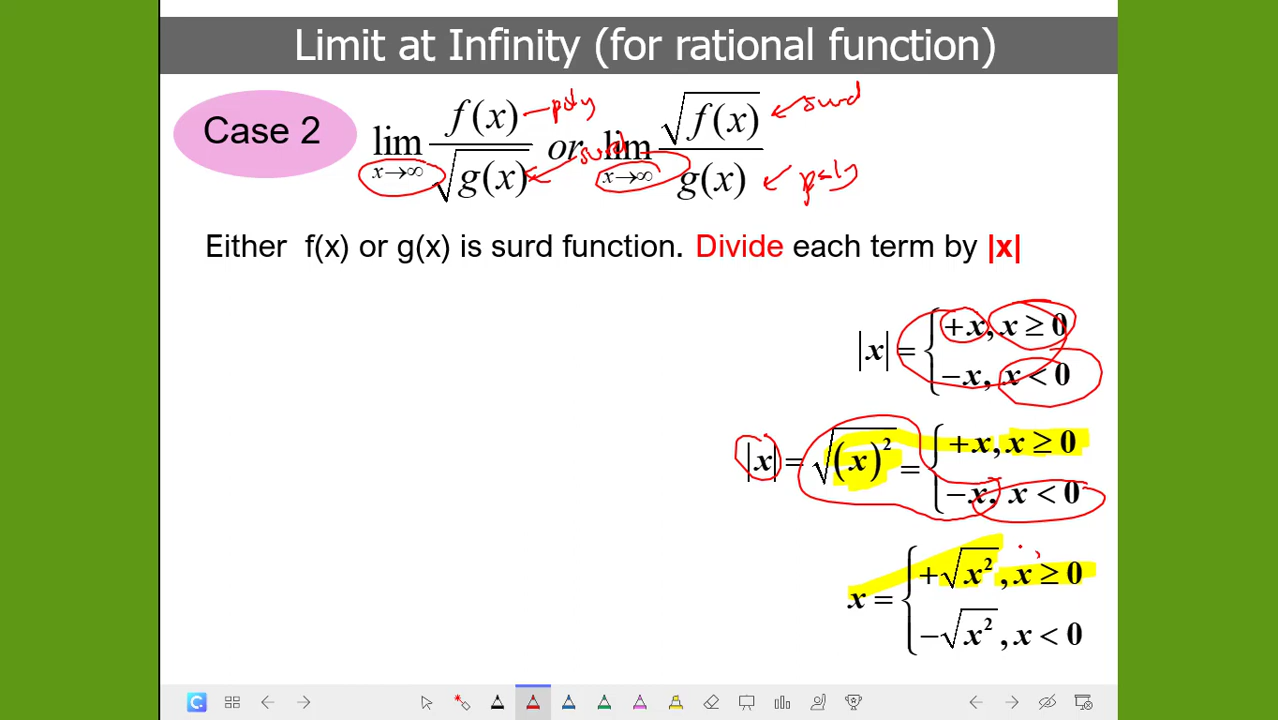 Limit at Infinity (for rational function)
Case 2
lim x→∞ f(x) / √g(x) or lim x→∞ √f(x) / g(x)
poly
surd
surd
poly
Either f(x) or g(x) is surd function. Divide each term by |x|
|x| = { +x, x ≥ 0
−x, x < 0
|x| = √(x)² = { +x, x ≥ 0
−x, x < 0
x = { +√x², x ≥ 0
−√x², x < 0
C